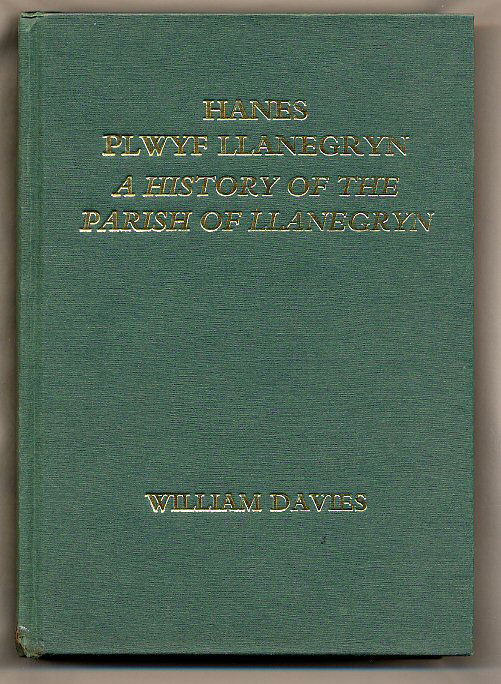 HANES
PLWYF LLANEGRYN
A HISTORY OF THE
PARISH OF LLANEGRYN
WILLIAM DAVIES